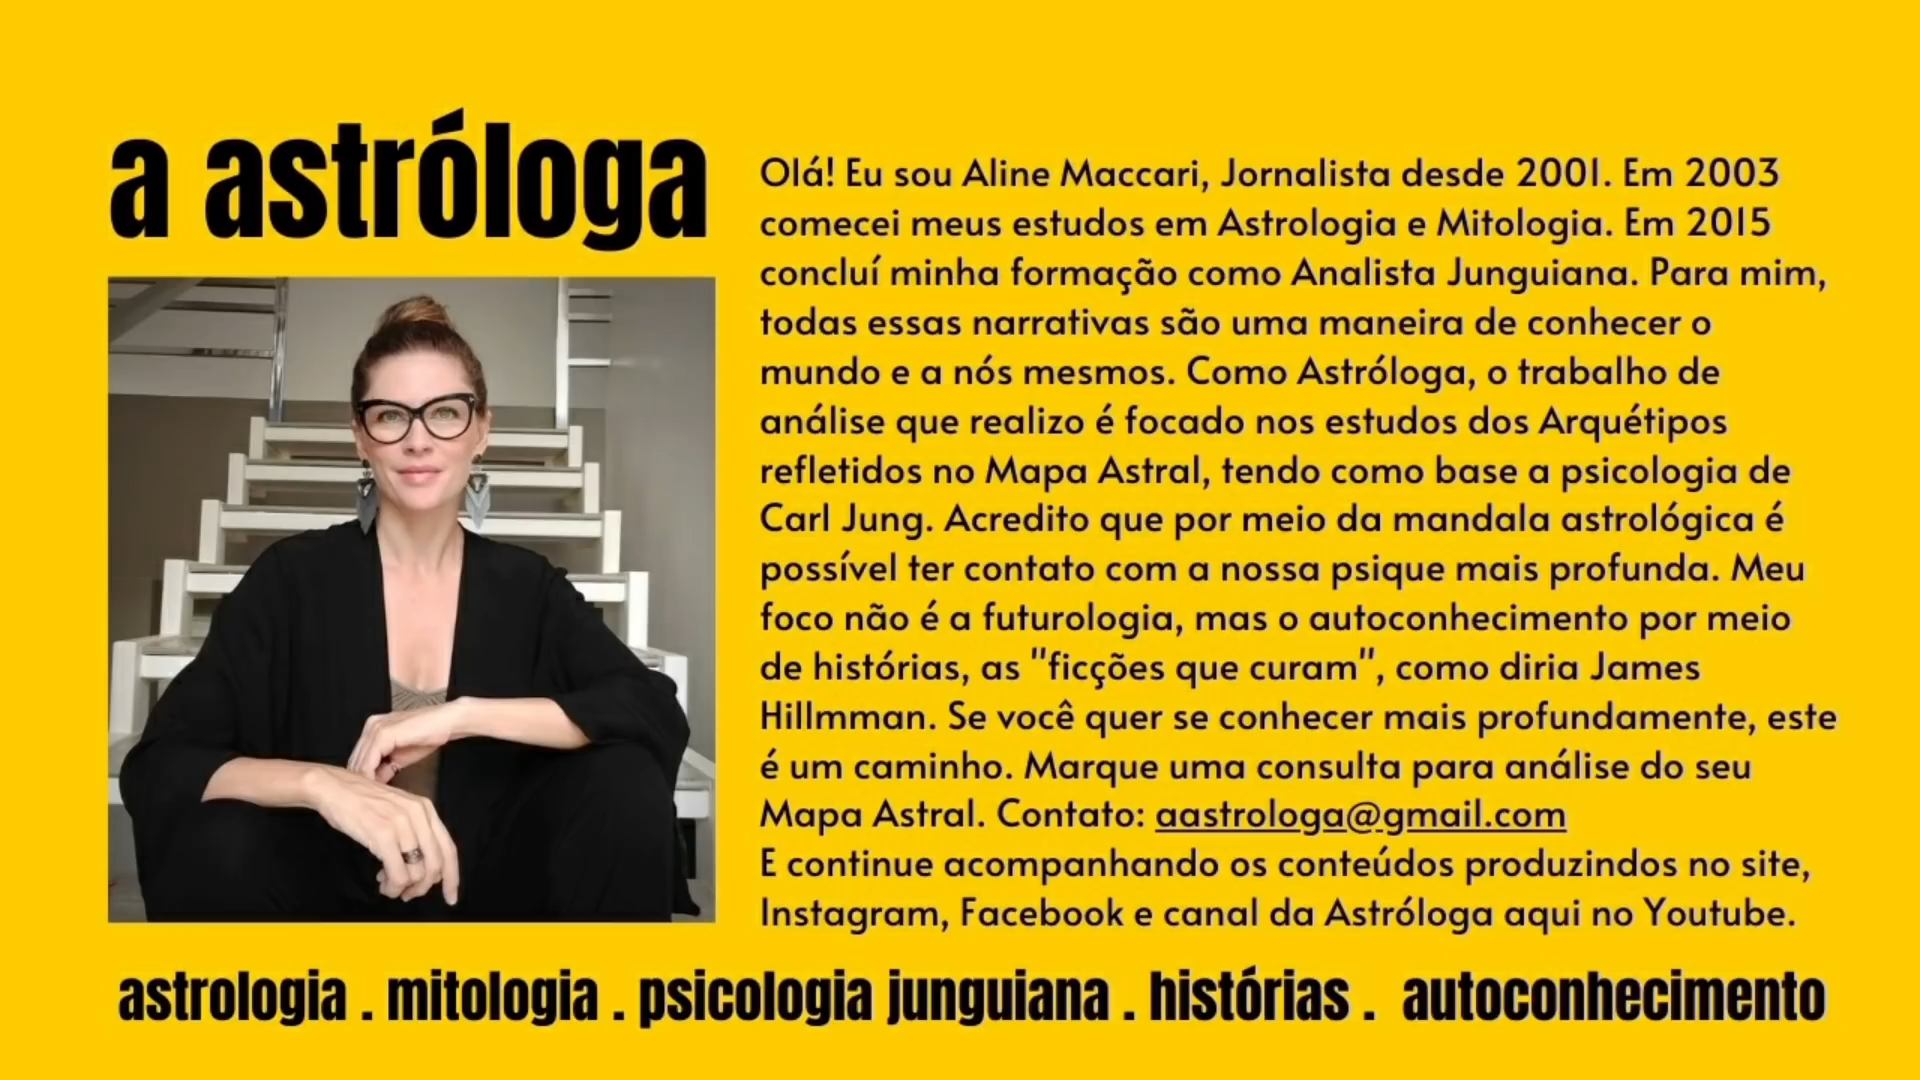 a astróloga
Olá! Eu sou Aline Maccari, Jornalista desde 2001. Em 2003
comecei meus estudos em Astrologia e Mitologia. Em 2015
concluí minha formação como Analista Junguiana. Para mim,
todas essas narrativas são uma maneira de conhecer o
mundo e a nós mesmos. Como Astróloga, o trabalho de
análise que realizo é focado nos estudos dos Arquétipos
refletidos no Mapa Astral, tendo como base a psicologia de
Carl Jung. Acredito que por meio da mandala astrológica é
possível ter contato com a nossa psique mais profunda. Meu
foco não é a futurologia, mas o autoconhecimento por meio
de histórias, as "ficções que curam", como diria James
Hillmman. Se você quer se conhecer mais profundamente, este
é um caminho. Marque uma consulta para análise do seu
Mapa Astral. Contato: aastrologa@gmail.com
E continue acompanhando os conteúdos produzindos no site,
Instagram, Facebook e canal da Astróloga aqui no Youtube.
astrologia . mitologia . psicologia junguiana . histórias . autoconhecimento